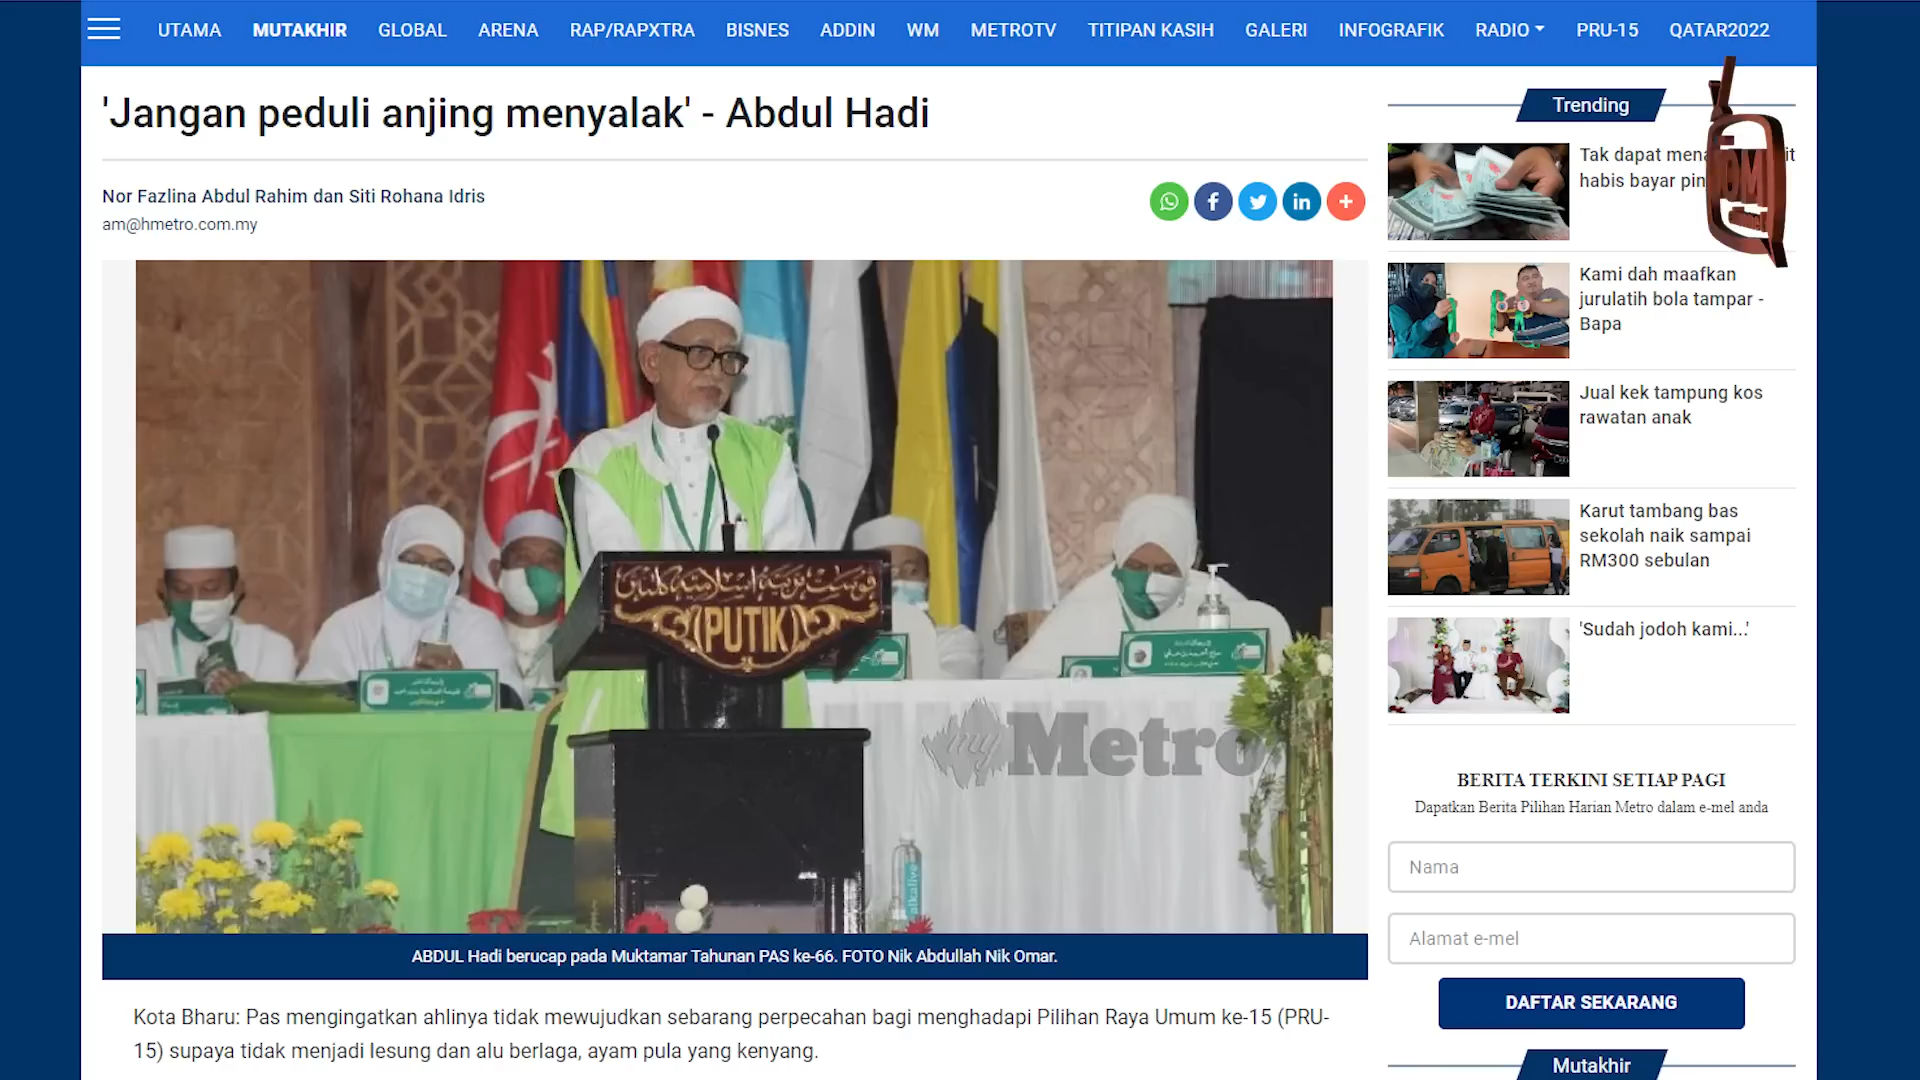 UTAMA MUTAKHIR GLOBAL ARENA RAP/RAPXTRA BISNES ADDIN WM METROTV TITIPAN KASIH GALERI INFOGRAFIK RADIO PRU-15 QATAR2022
'Jangan peduli anjing menyalak' - Abdul Hadi
Nor Fazlina Abdul Rahim dan Siti Rohana Idris
am@hmetro.com.my
(PUTIK)
my Metro
alkalive
ABDUL Hadi berucap pada Muktamar Tahunan PAS ke-66. FOTO Nik Abdullah Nik Omar.
Kota Bharu: Pas mengingatkan ahlinya tidak mewujudkan sebarang perpecahan bagi menghadapi Pilihan Raya Umum ke-15 (PRU-
15) supaya tidak menjadi lesung dan alu berlaga, ayam pula yang kenyang.
Trending
Tak dapat
habis bayar
Kami dah maafkan
jurulatih bola tampar -
Bapa
Jual kek tampung kos
rawatan anak
Karut tambang bas
sekolah naik sampai
RM300 sebulan
'Sudah jodoh kami...'
BERITA TERKINI SETIAP PAGI
Dapatkan Berita Pilihan Harian Metro dalam e-mel anda
Nama
Alamat e-mel
DAFTAR SEKARANG
Mutakhir